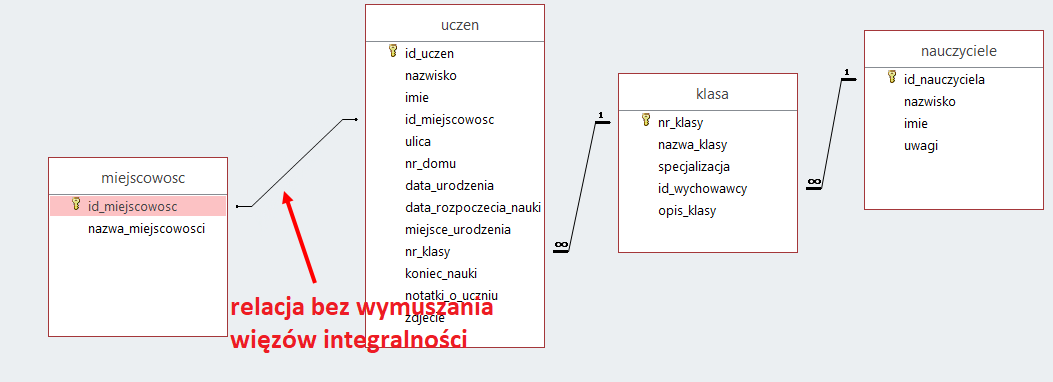 miejscowosc
id_miejscowosc
nazwa_miejscowosci
uczen
id_uczen
nazwisko
imie
id_miejscowosc
ulica
nr_domu
data_urodzenia
data_rozpoczecia_nauki
miejsce_urodzenia
nr_klasy
koniec_nauki
notatki_o_uczniu
zdjecie
relacja bez wymuszania
więzów integralności
∞
1
klasa
nr_klasy
nazwa_klasy
specjalizacja
id_wychowawcy
opis_klasy
∞
1
nauczyciele
id_nauczyciela
nazwisko
imie
uwagi